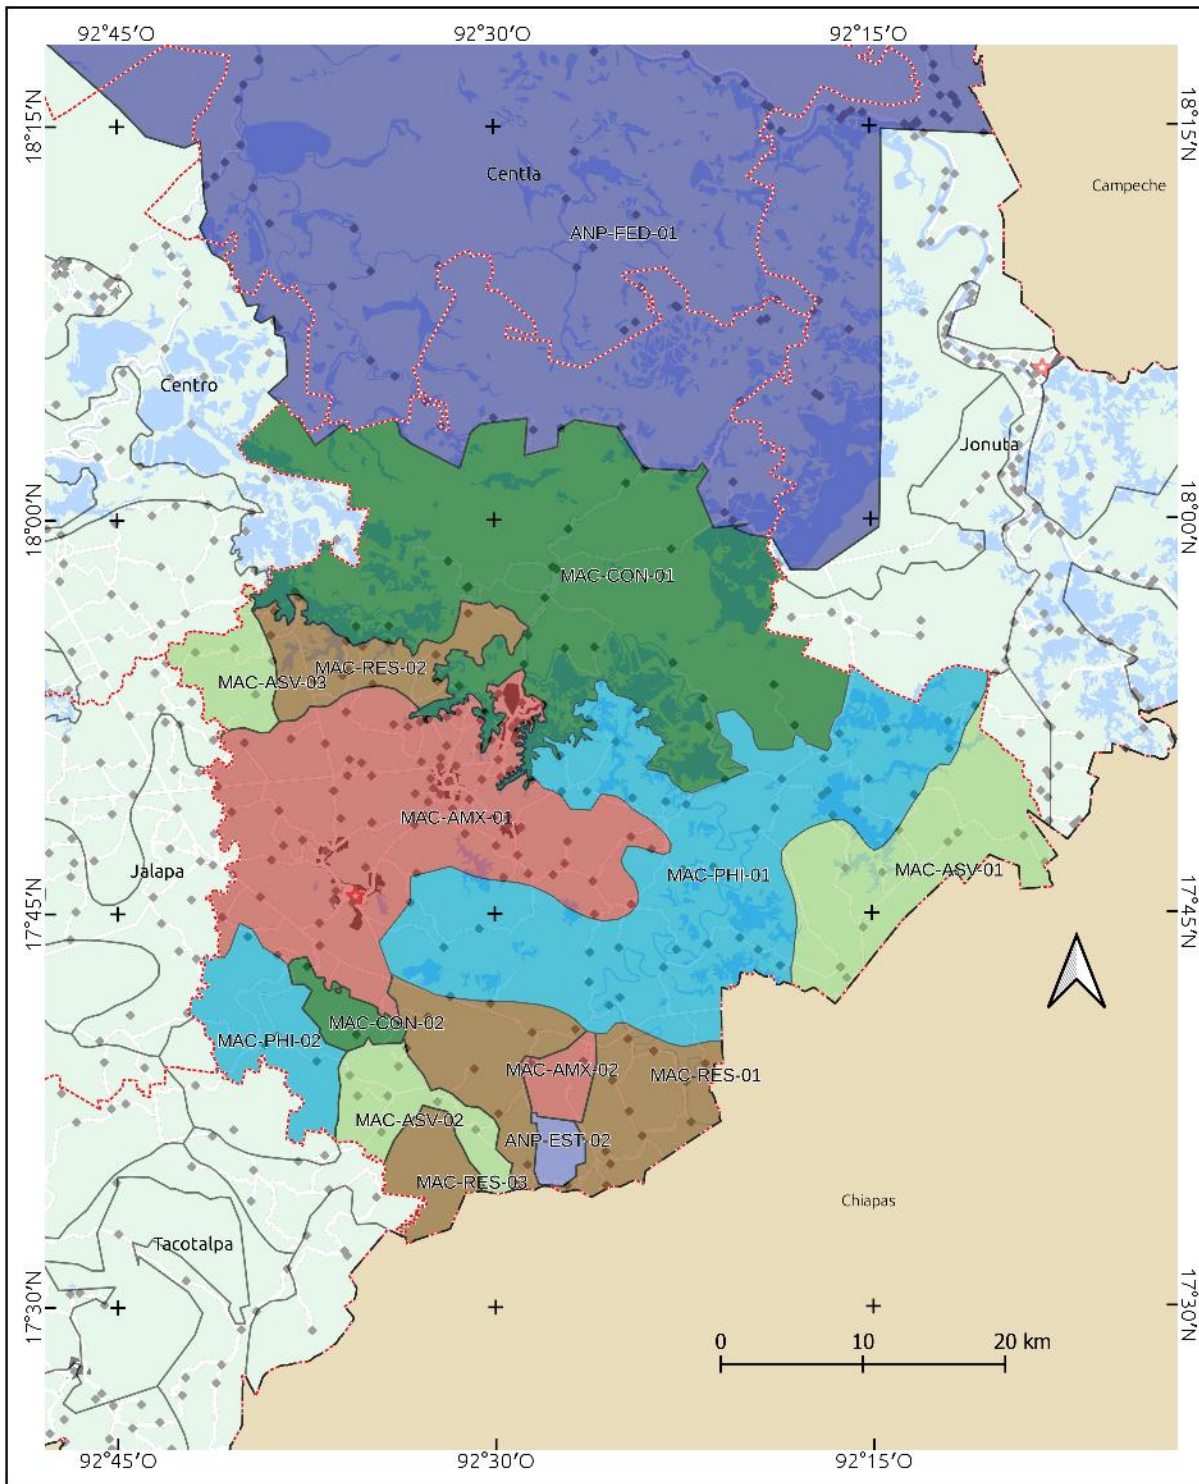 92°45′O 92°30′O 92°15′O
18°15′N 18°15′N
Centla
Campeche
ANP-FED-01
Centro
Jonuta
18°00′N 18°00′N
MAC-CON-01
MAC-RES-02
MAC-ASV-03
MAC-AMX-01
Jalapa
MAC-PHI-01
MAC-ASV-01
17°45′N 17°45′N
MAC-CON-02
MAC-PHI-02
MAC-AMX-02
MAC-RES-01
MAC-ASV-02
ANP-EST-02
MAC-RES-03
Chiapas
Tacotalpa
17°30′N 17°30′N
0 10 20 km
92°45′O 92°30′O 92°15′O